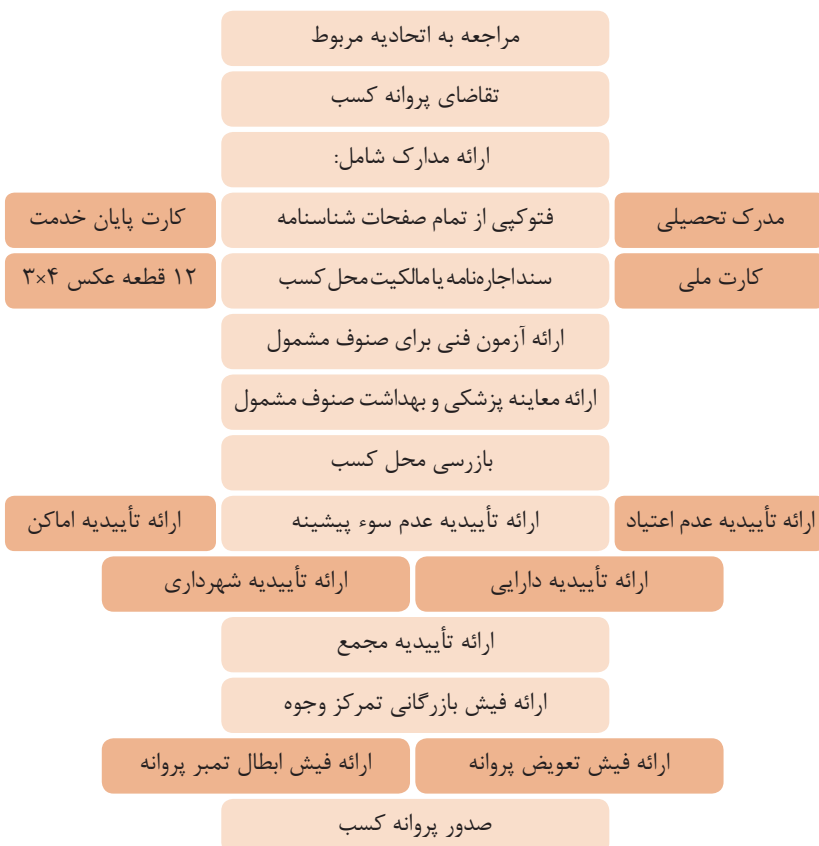 مراجعه به اتحادیه مربوط
تقاضای پروانه کسب
ارائه مدارک شامل:
مدرک تحصیلی
فتوکپی از تمام صفحات شناسنامه
کارت پایان خدمت
کارت ملی
سند اجاره‌نامه یا مالکیت محل کسب
۱۲ قطعه عکس ۴×۳
ارائه آزمون فنی برای صنوف مشمول
ارائه معاینه پزشکی و بهداشت صنوف مشمول
بازرسی محل کسب
ارائه تأییدیه عدم اعتیاد
ارائه تأییدیه عدم سوء پیشینه
ارائه تأییدیه اماکن
ارائه تأییدیه دارایی
ارائه تأییدیه شهرداری
ارائه تأییدیه مجمع
ارائه فیش بازرگانی تمرکز وجوه
ارائه فیش تعویض پروانه
ارائه فیش ابطال تمبر پروانه
صدور پروانه کسب